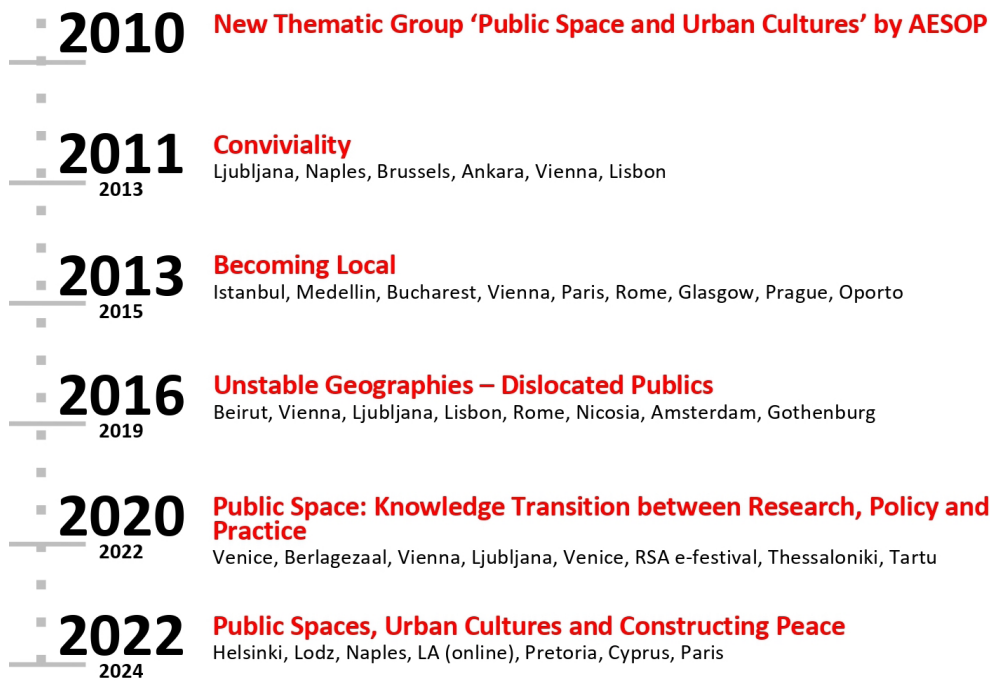 2010
New Thematic Group ‘Public Space and Urban Cultures’ by AESOP
2011
2013
Conviviality
Ljubljana, Naples, Brussels, Ankara, Vienna, Lisbon
2013
2015
Becoming Local
Istanbul, Medellin, Bucharest, Vienna, Paris, Rome, Glasgow, Prague, Oporto
2016
2019
Unstable Geographies – Dislocated Publics
Beirut, Vienna, Ljubljana, Lisbon, Rome, Nicosia, Amsterdam, Gothenburg
2020
2022
Public Space: Knowledge Transition between Research, Policy and
Practice
Venice, Berlagezaal, Vienna, Ljubljana, Venice, RSA e-festival, Thessaloniki, Tartu
2022
2024
Public Spaces, Urban Cultures and Constructing Peace
Helsinki, Lodz, Naples, LA (online), Pretoria, Cyprus, Paris